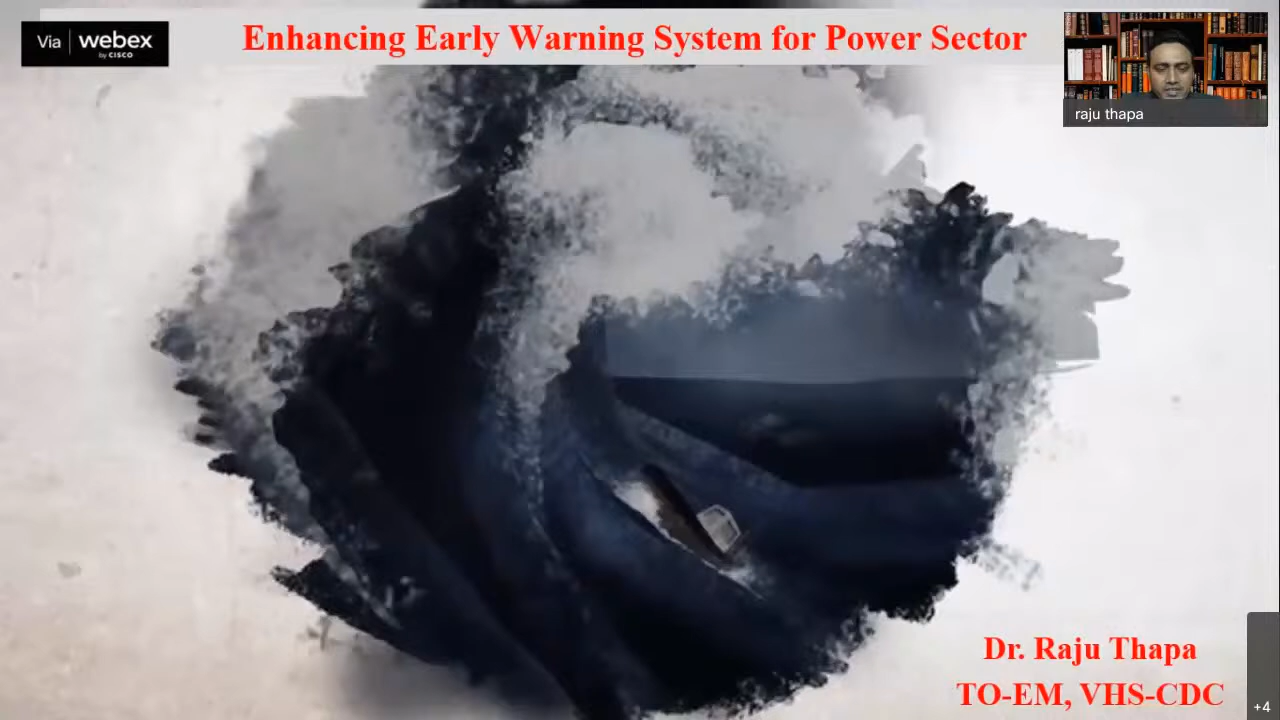 Via webex
by CISCO
Enhancing Early Warning System for Power Sector
raju thapa
Dr. Raju Thapa
TO-EM, VHS-CDC
+4